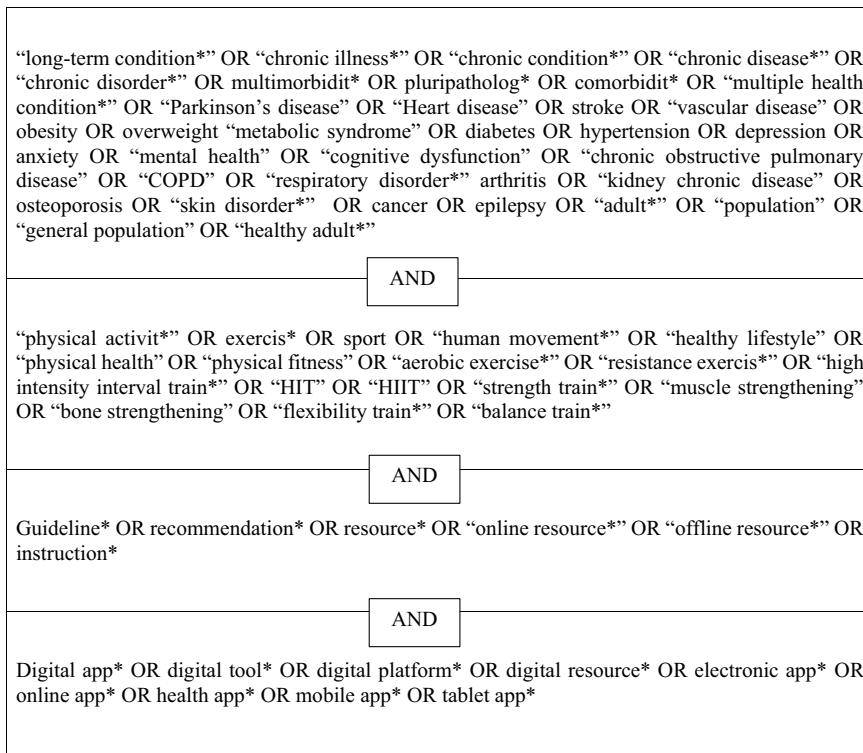 “long-term condition*” OR “chronic illness*” OR “chronic condition*” OR “chronic disease*” OR
“chronic disorder*” OR multimorbidit* OR pluripatholog* OR comorbidit* OR “multiple health
condition*” OR “Parkinson’s disease” OR “Heart disease” OR stroke OR “vascular disease” OR
obesity OR overweight “metabolic syndrome” OR diabetes OR hypertension OR depression OR
anxiety OR “mental health” OR “cognitive dysfunction” OR “chronic obstructive pulmonary
disease” OR “COPD” OR “respiratory disorder*” arthritis OR “kidney chronic disease” OR
osteoporosis OR “skin disorder*” OR cancer OR epilepsy OR “adult*” OR “population” OR
“general population” OR “healthy adult*”
AND
“physical activit*” OR exercis* OR sport OR “human movement*” OR “healthy lifestyle” OR
“physical health” OR “physical fitness” OR “aerobic exercise*” OR “resistance exercis*” OR “high
intensity interval train*” OR “HIT” OR “HIIT” OR “strength train*” OR “muscle strengthening”
OR “bone strengthening” OR “flexibility train*” OR “balance train*”
AND
Guideline* OR recommendation* OR resource* OR “online resource*” OR “offline resource*” OR
instruction*
AND
Digital app* OR digital tool* OR digital platform* OR digital resource* OR electronic app* OR
online app* OR health app* OR mobile app* OR tablet app*